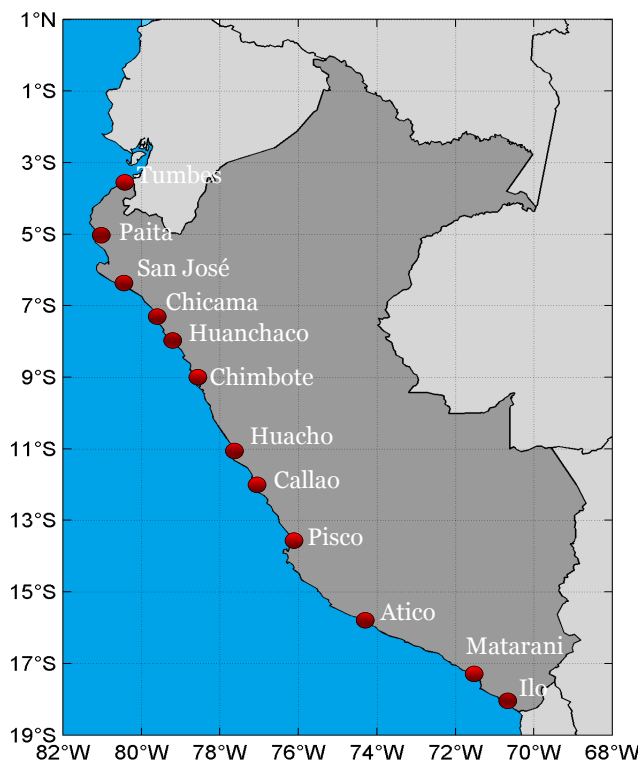 1°N
1°S
3°S
Tumbes
5°S
Paita
San José
7°S
Chicama
Huanchaco
9°S
Chimbote
Huacho
11°S
Callao
13°S
Pisco
15°S
Atico
Matarani
17°S
Ilo
19°S
82°W 80°W 78°W 76°W 74°W 72°W 70°W 68°W